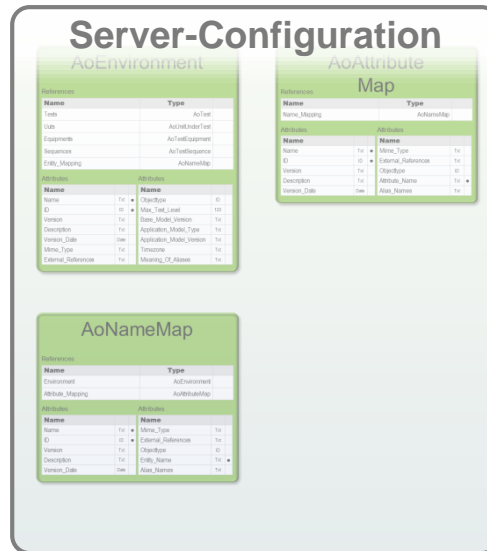 Server-Configuration
AoEnvironment
References
Name Type
Tests AoTest
Uuts AoUnitUnderTest
Equipments AoTestEquipment
Sequences AoTestSequence
Entity_Mapping AoNameMap
Attributes Attributes
Name Name
Name Txt Objecttype ID
ID ID Max_Test_Level 123
Version Txt Base_Model_Version Txt
Description Txt Application_Model_Type Txt
Version_Date Date Application_Model_Version Txt
Mime_Type Txt Timezone Txt
External_References Txt Meaning_Of_Aliases Txt
AoAttribute
Map
References
Name Type
Name_Mapping AoNameMap
Attributes Attributes
Name Name
Name Txt Mime_Type Txt
ID ID External_References Txt
Version Txt Objecttype ID
Description Txt Attribute_Name Txt
Version_Date Date Alias_Names Txt
AoNameMap
References
Name Type
Environment AoEnvironment
Attribute_Mapping AoAttributeMap
Attributes Attributes
Name Name
Name Txt Mime_Type Txt
ID ID External_References Txt
Version Txt Objecttype ID
Description Txt Entity_Name Txt
Version_Date Date Alias_Names Txt